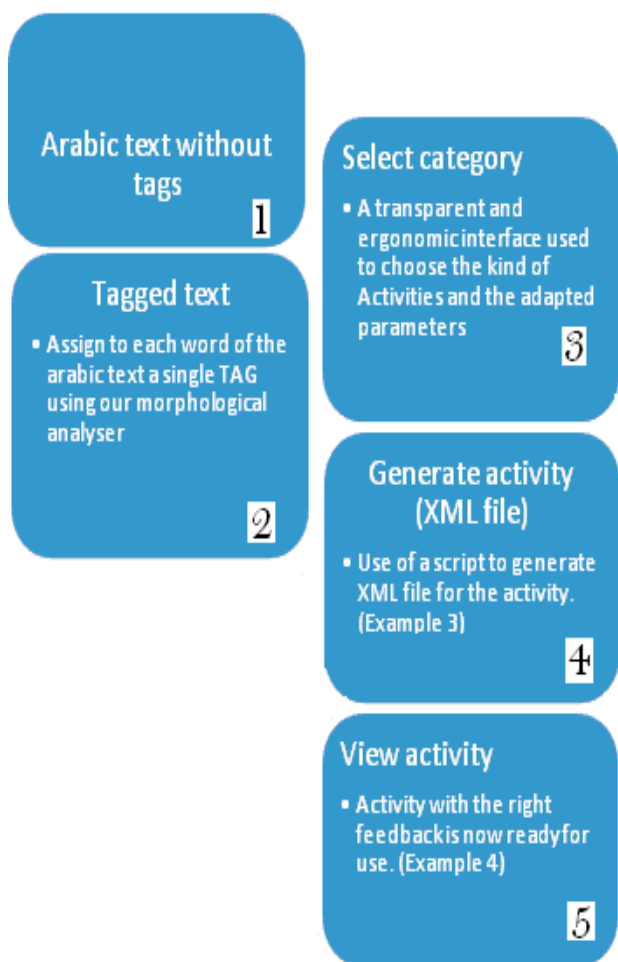 Arabic text without
tags
1
Tagged text
• Assign to each word of the
arabic text a single TAG
using our morphological
analyser
2
Select category
• A transparent and
ergonomic interface used
to choose the kind of
Activities and the adapted
parameters
3
Generate activity
(XML file)
• Use of a script to generate
XML file for the activity.
(Example 3)
4
View activity
• Activity with the right
feedback is now ready for
use. (Example 4)
5